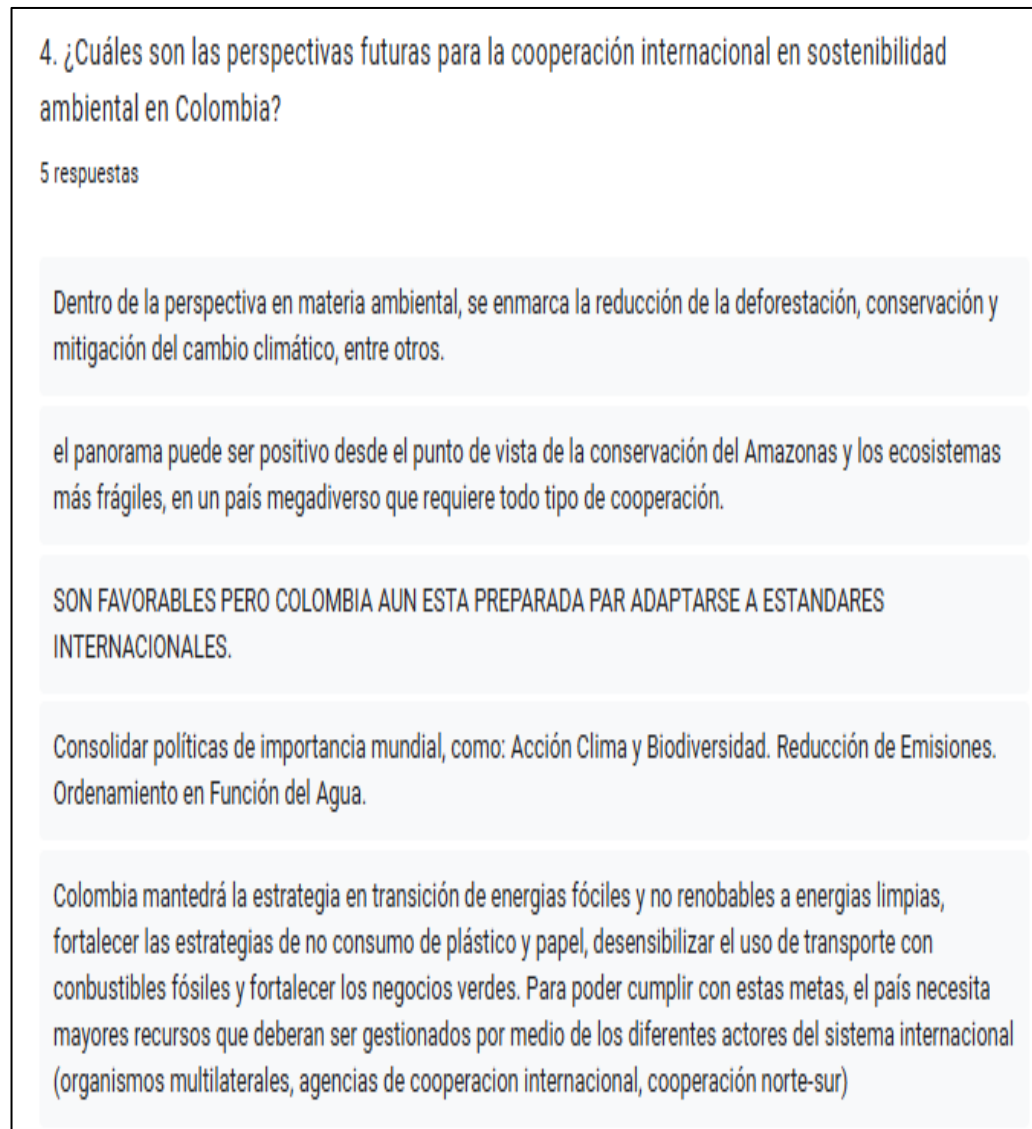 4. ¿Cuáles son las perspectivas futuras para la cooperación internacional en sostenibilidad
ambiental en Colombia?
5 respuestas
Dentro de la perspectiva en materia ambiental, se enmarca la reducción de la deforestación, conservación y
mitigación del cambio climático, entre otros.
el panorama puede ser positivo desde el punto de vista de la conservación del Amazonas y los ecosistemas
más frágiles, en un país megadiverso que requiere todo tipo de cooperación.
SON FAVORABLES PERO COLOMBIA AUN ESTA PREPARADA PAR ADAPTARSE A ESTANDARES
INTERNACIONALES.
Consolidar políticas de importancia mundial, como: Acción Clima y Biodiversidad. Reducción de Emisiones.
Ordenamiento en Función del Agua.
Colombia mantedrá la estrategia en transición de energias fóciles y no renobables a energias limpias,
fortalecer las estrategias de no consumo de plástico y papel, desensibilizar el uso de transporte con
conbustibles fósiles y fortalecer los negocios verdes. Para poder cumplir con estas metas, el país necesita
mayores recursos que deberan ser gestionados por medio de los diferentes actores del sistema internacional
(organismos multilaterales, agencias de cooperacion internacional, cooperación norte-sur)